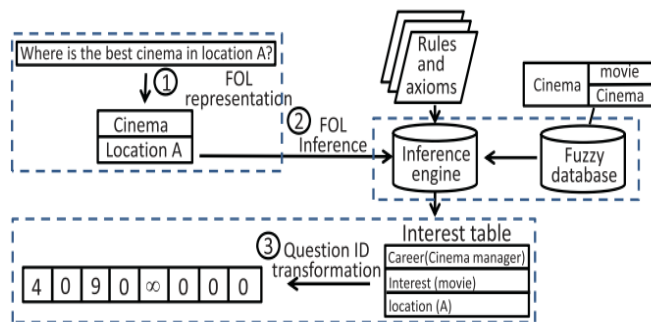 Where is the best cinema in location A?
① FOL
representation
Cinema
Location A
② FOL
Inference
Rules
and
axioms
Cinema
movie
Cinema
Inference
engine
Fuzzy
database
Interest table
Career(Cinema manager)
Interest (movie)
location (A)
③ Question ID
transformation
4 0 9 0 ∞ 0 0 0